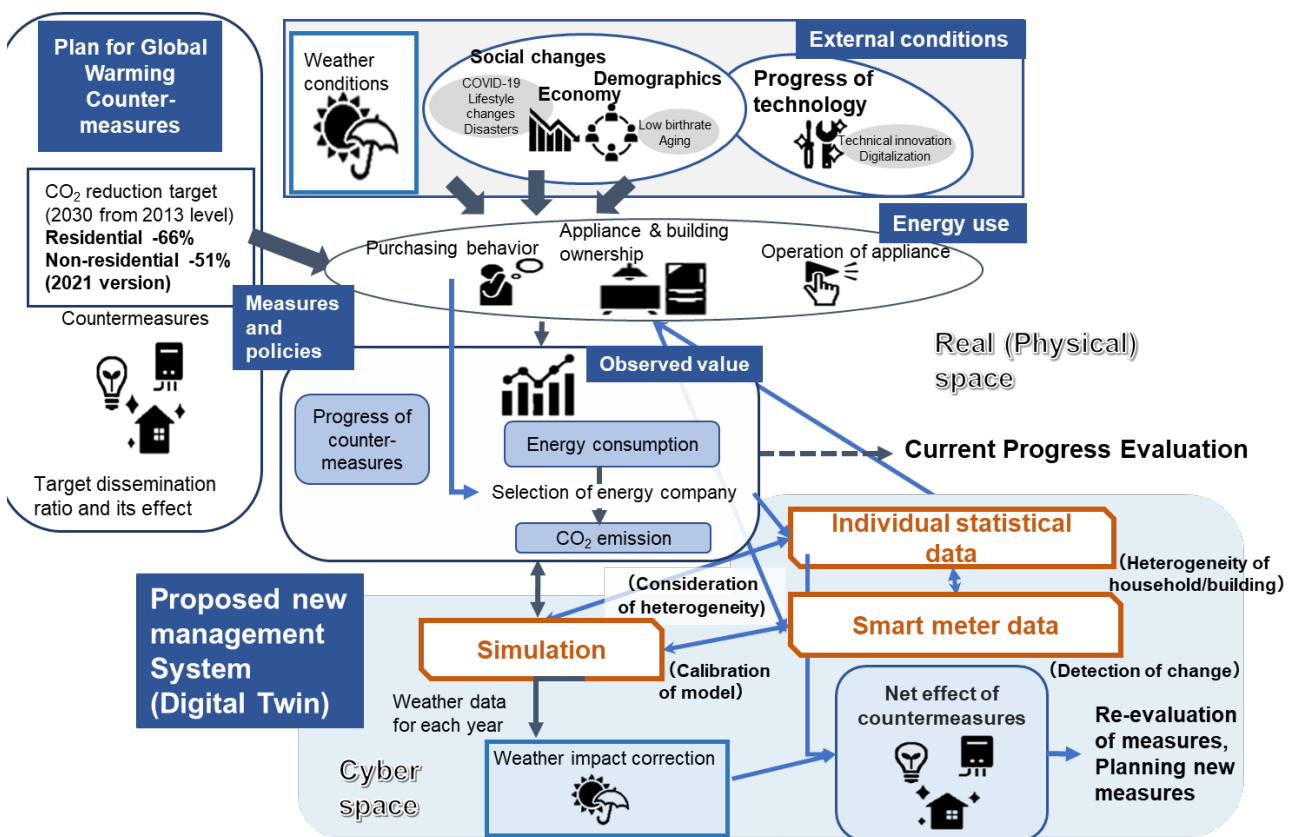 Plan for Global
Warming
Counter-
measures
CO₂ reduction target
(2030 from 2013 level)
Residential -66%
Non-residential -51%
(2021 version)
Countermeasures
Target dissemination
ratio and its effect
External conditions
Weather
conditions
Social changes
COVID-19
Lifestyle
changes
Disasters
Economy
Demographics
Low birthrate
Aging
Progress of
technology
Technical innovation
Digitalization
Energy use
Purchasing behavior
Appliance & building
ownership
Operation of appliance
Measures
and
policies
Observed value
Progress of
counter-
measures
Energy consumption
Selection of energy company
CO₂ emission
Real (Physical)
space
Current Progress Evaluation
Proposed new
management
System
(Digital Twin)
Individual statistical
data
(Heterogeneity of
household/building)
(Consideration
of heterogeneity)
Smart meter data
(Detection of change)
Simulation
(Calibration
of model)
Weather data
for each year
Weather impact correction
Net effect of
countermeasures
Re-evaluation
of measures,
Planning new
measures
Cyber
space